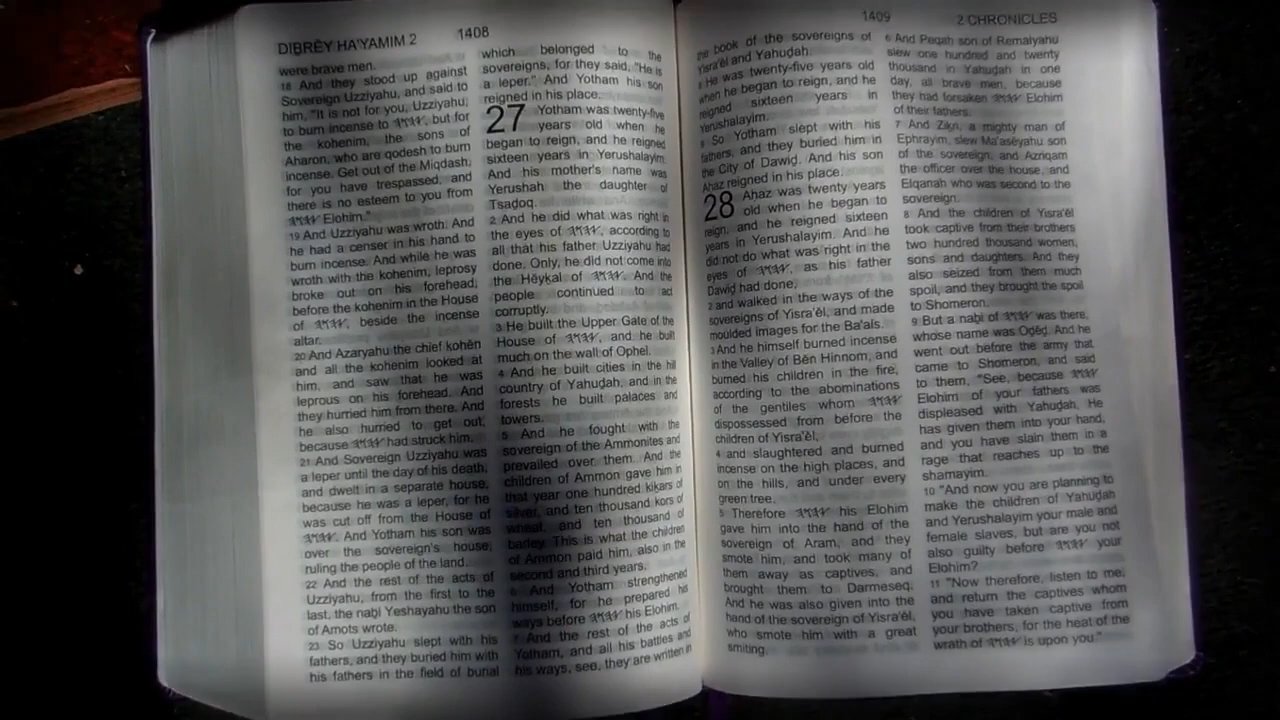 DIḆRĚY HA'YAMIM 2
1408
were brave men.
18 And they stood up against
Sovereign Uzziyahu, and said to
him, "It is not for you, Uzziyahu,
to burn incense to 𐤉𐤄𐤅𐤄, but for
the kohenim, the sons of
Aharon, who are qodesh to burn
incense. Get out of the Miqdash,
for you have trespassed, and
there is no esteem to you from
𐤉𐤄𐤅𐤄 Elohim."
19 And Uzziyahu was wroth. And
he had a censer in his hand to
burn incense. And while he was
wroth with the kohenim, leprosy
broke out on his forehead,
before the kohenim in the House
of 𐤉𐤄𐤅𐤄, beside the incense
altar.
20 And Azaryahu the chief kohěn
and all the kohenim looked at
him, and saw that he was
leprous on his forehead. And
they hurried him from there. And
he also hurried to get out,
because 𐤉𐤄𐤅𐤄 had struck him.
21 And Sovereign Uzziyahu was
a leper until the day of his death,
and dwelt in a separate house,
because he was a leper, for he
was cut off from the House of
𐤉𐤄𐤅𐤄. And Yotham his son was
over the sovereign's house,
ruling the people of the land.
22 And the rest of the acts of
Uzziyahu, from the first to the
last, the naḇi Yeshayahu the son
of Amots wrote.
23 So Uzziyahu slept with his
fathers, and they buried him with
his fathers in the field of burial
which belonged to the
sovereigns, for they said, "He is
a leper." And Yotham his son
reigned in his place.
27 Yotham was twenty-five
years old when he
began to reign, and he reigned
sixteen years in Yerushalayim.
And his mother's name was
Yerushah the daughter of
Tsaḏoq.
2 And he did what was right in
the eyes of 𐤉𐤄𐤅𐤄, according to
all that his father Uzziyahu had
done. Only, he did not come into
the Hěykal of 𐤉𐤄𐤅𐤄. And the
people continued to act
corruptly.
3 He built the Upper Gate of the
House of 𐤉𐤄𐤅𐤄, and he built
much on the wall of Ophel.
4 And he built cities in the hill
country of Yahuḏah, and in the
forests he built palaces and
towers.
5 And he fought with the
sovereign of the Ammonites and
prevailed over them. And the
children of Ammon gave him in
that year one hundred kikars of
silver, and ten thousand kors of
wheat, and ten thousand of
barley. This is what the children
of Ammon paid him, also in the
second and third years.
6 And Yotham strengthened
himself, for he prepared his
ways before 𐤉𐤄𐤅𐤄 his Elohim.
7 And the rest of the acts of
Yotham, and all his battles and
his ways, see, they are written in
1409
2 CHRONICLES
the book of the sovereigns of
Yisra'ěl and Yahuḏah.
8 He was twenty-five years old
when he began to reign, and he
reigned sixteen years in
Yerushalayim.
9 So Yotham slept with his
fathers, and they buried him in
the City of Dawiḏ. And his son
Aḥaz reigned in his place.
28 Aḥaz was twenty years
old when he began to
reign, and he reigned sixteen
years in Yerushalayim. And he
did not do what was right in the
eyes of 𐤉𐤄𐤅𐤄, as his father
Dawiḏ had done,
2 and walked in the ways of the
sovereigns of Yisra'ěl, and made
moulded images for the Ba'als.
3 And he himself burned incense
in the Valley of Běn Hinnom, and
burned his children in the fire,
according to the abominations
of the gentiles whom 𐤉𐤄𐤅𐤄
dispossessed from before the
children of Yisra'ěl,
4 and slaughtered and burned
incense on the high places, and
on the hills, and under every
green tree.
5 Therefore 𐤉𐤄𐤅𐤄 his Elohim
gave him into the hand of the
sovereign of Aram, and they
smote him, and took many of
them away as captives, and
brought them to Darmeseq.
And he was also given into the
hand of the sovereign of Yisra'ěl,
who smote him with a great
smiting.
6 And Peqaḥ son of Remalyahu
slew one hundred and twenty
thousand in Yahuḏah in one
day, all brave men, because
they had forsaken 𐤉𐤄𐤅𐤄 Elohim
of their fathers.
7 And Ziḵri, a mighty man of
Ephrayim, slew Ma'asěyahu son
of the sovereign, and Azriqam
the officer over the house, and
Elqanah who was second to the
sovereign.
8 And the children of Yisra'ěl
took captive from their brothers
two hundred thousand women,
sons and daughters. And they
also seized from them much
spoil, and they brought the spoil
to Shomeron.
9 But a naḇi of 𐤉𐤄𐤅𐤄 was there,
whose name was Oḏěḏ. And he
went out before the army that
came to Shomeron, and said
to them, "See, because 𐤉𐤄𐤅𐤄
Elohim of your fathers was
displeased with Yahuḏah, He
has given them into your hand,
and you have slain them in a
rage that reaches up to the
shamayim.
10 "And now you are planning to
make the children of Yahuḏah
and Yerushalayim your male and
female slaves, but are you not
also guilty before 𐤉𐤄𐤅𐤄 your
Elohim?
11 "Now therefore, listen to me,
and return the captives whom
you have taken captive from
your brothers, for the heat of the
wrath of 𐤉𐤄𐤅𐤄 is upon you."